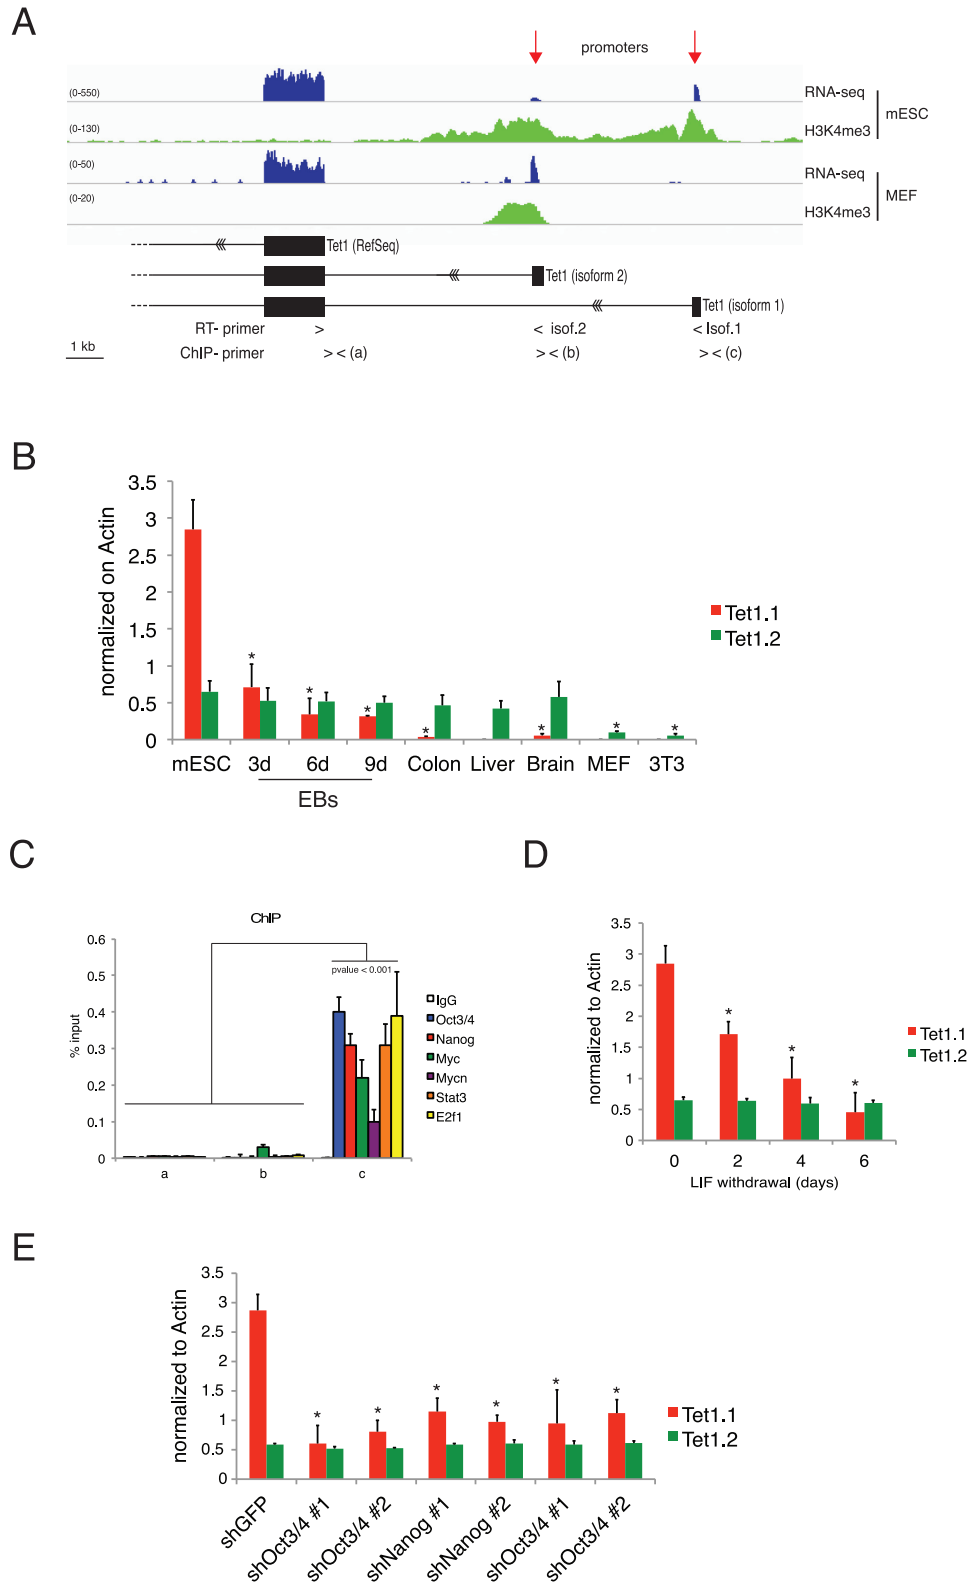 A
promoters
(0-550)
RNA-seq
mESC
(0-130)
H3K4me3
(0-50)
RNA-seq
MEF
(0-20)
H3K4me3
Tet1 (RefSeq)
Tet1 (isoform 2)
Tet1 (isoform 1)
RT- primer > < isof.2 < Isof.1
1 kb
ChIP- primer > < (a) > < (b) > < (c)
B
normalized on Actin
3.5
3
2.5
2
1.5
1
0.5
0
* * * * * * *
Tet1.1
Tet1.2
mESC 3d 6d 9d Colon Liver Brain MEF 3T3
EBs
C
ChIP
% input
0.6
0.5
0.4
0.3
0.2
0.1
0
pvalue < 0.001
IgG
Oct3/4
Nanog
Myc
Mycn
Stat3
E2f1
a b c
D
normalized to Actin
3.5
3
2.5
2
1.5
1
0.5
0
* * *
Tet1.1
Tet1.2
0 2 4 6
LIF withdrawal (days)
E
normalized to Actin
3.5
3
2.5
2
1.5
1
0.5
0
* * * * * *
Tet1.1
Tet1.2
shGFP
shOct3/4 #1
shOct3/4 #2
shNanog #1
shNanog #2
shOct3/4 #1
shOct3/4 #2